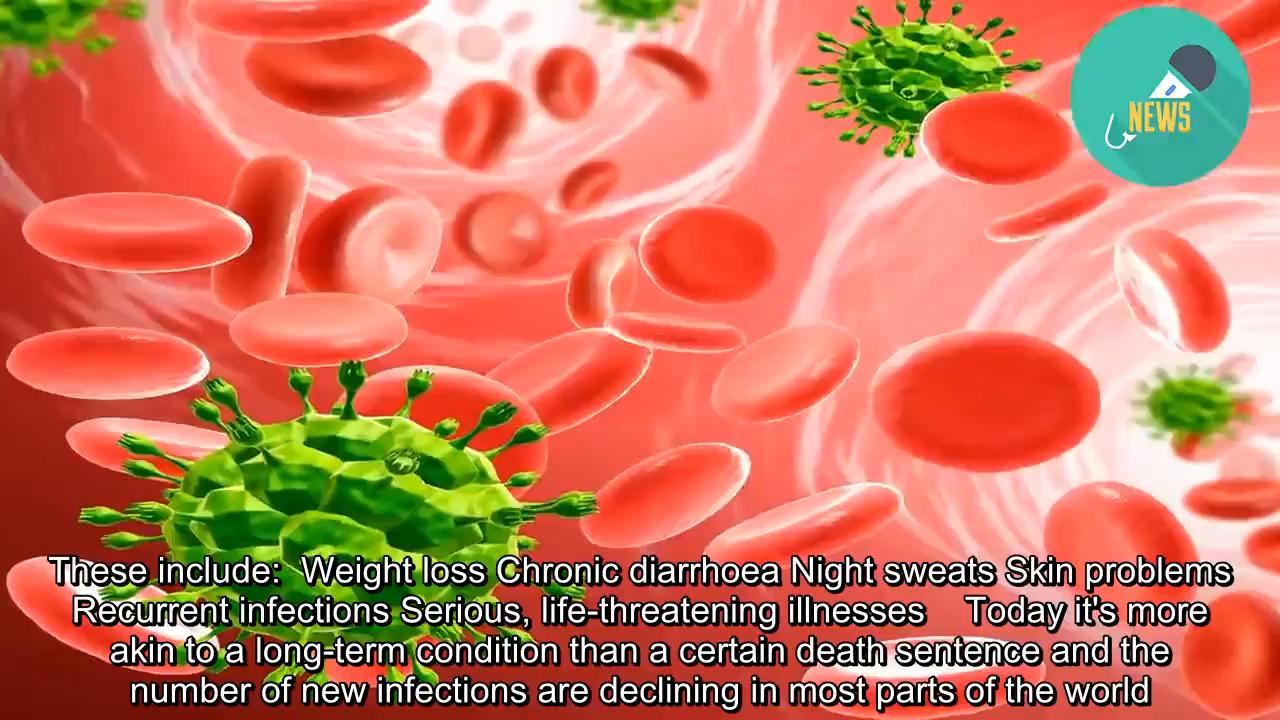 NEWS
These include:  Weight loss Chronic diarrhoea Night sweats Skin problems
Recurrent infections Serious, life-threatening illnesses    Today it's more
akin to a long-term condition than a certain death sentence and the
number of new infections are declining in most parts of the world